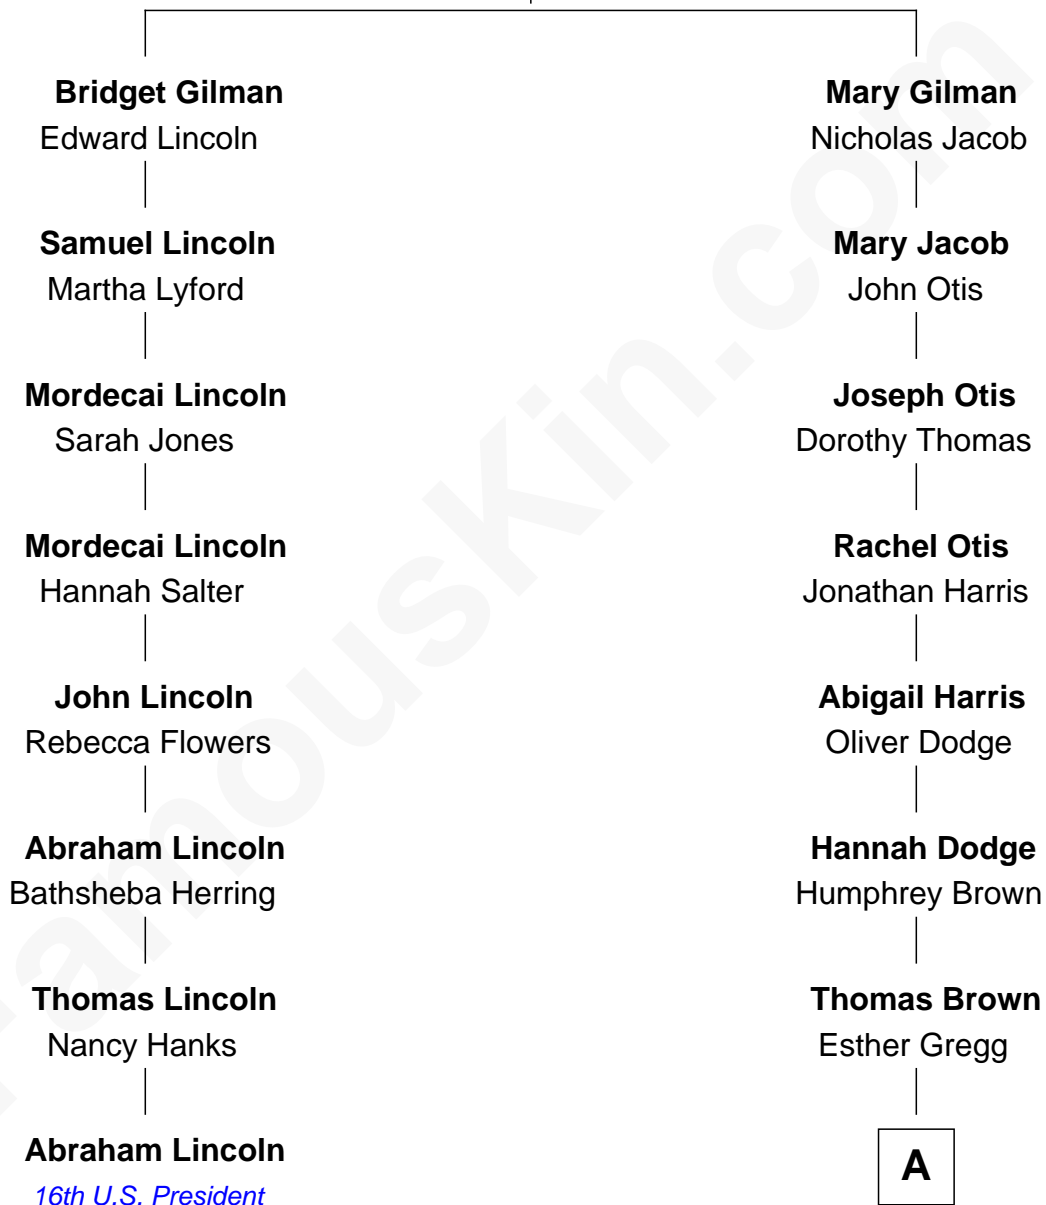 Bridget Gilman
Edward Lincoln
Samuel Lincoln
Martha Lyford
Mordecai Lincoln
Sarah Jones
Mordecai Lincoln
Hannah Salter
John Lincoln
Rebecca Flowers
Abraham Lincoln
Bathsheba Herring
Thomas Lincoln
Nancy Hanks
Abraham Lincoln
16th U.S. President
Mary Gilman
Nicholas Jacob
Mary Jacob
John Otis
Joseph Otis
Dorothy Thomas
Rachel Otis
Jonathan Harris
Abigail Harris
Oliver Dodge
Hannah Dodge
Humphrey Brown
Thomas Brown
Esther Gregg
A
FamousKin.com